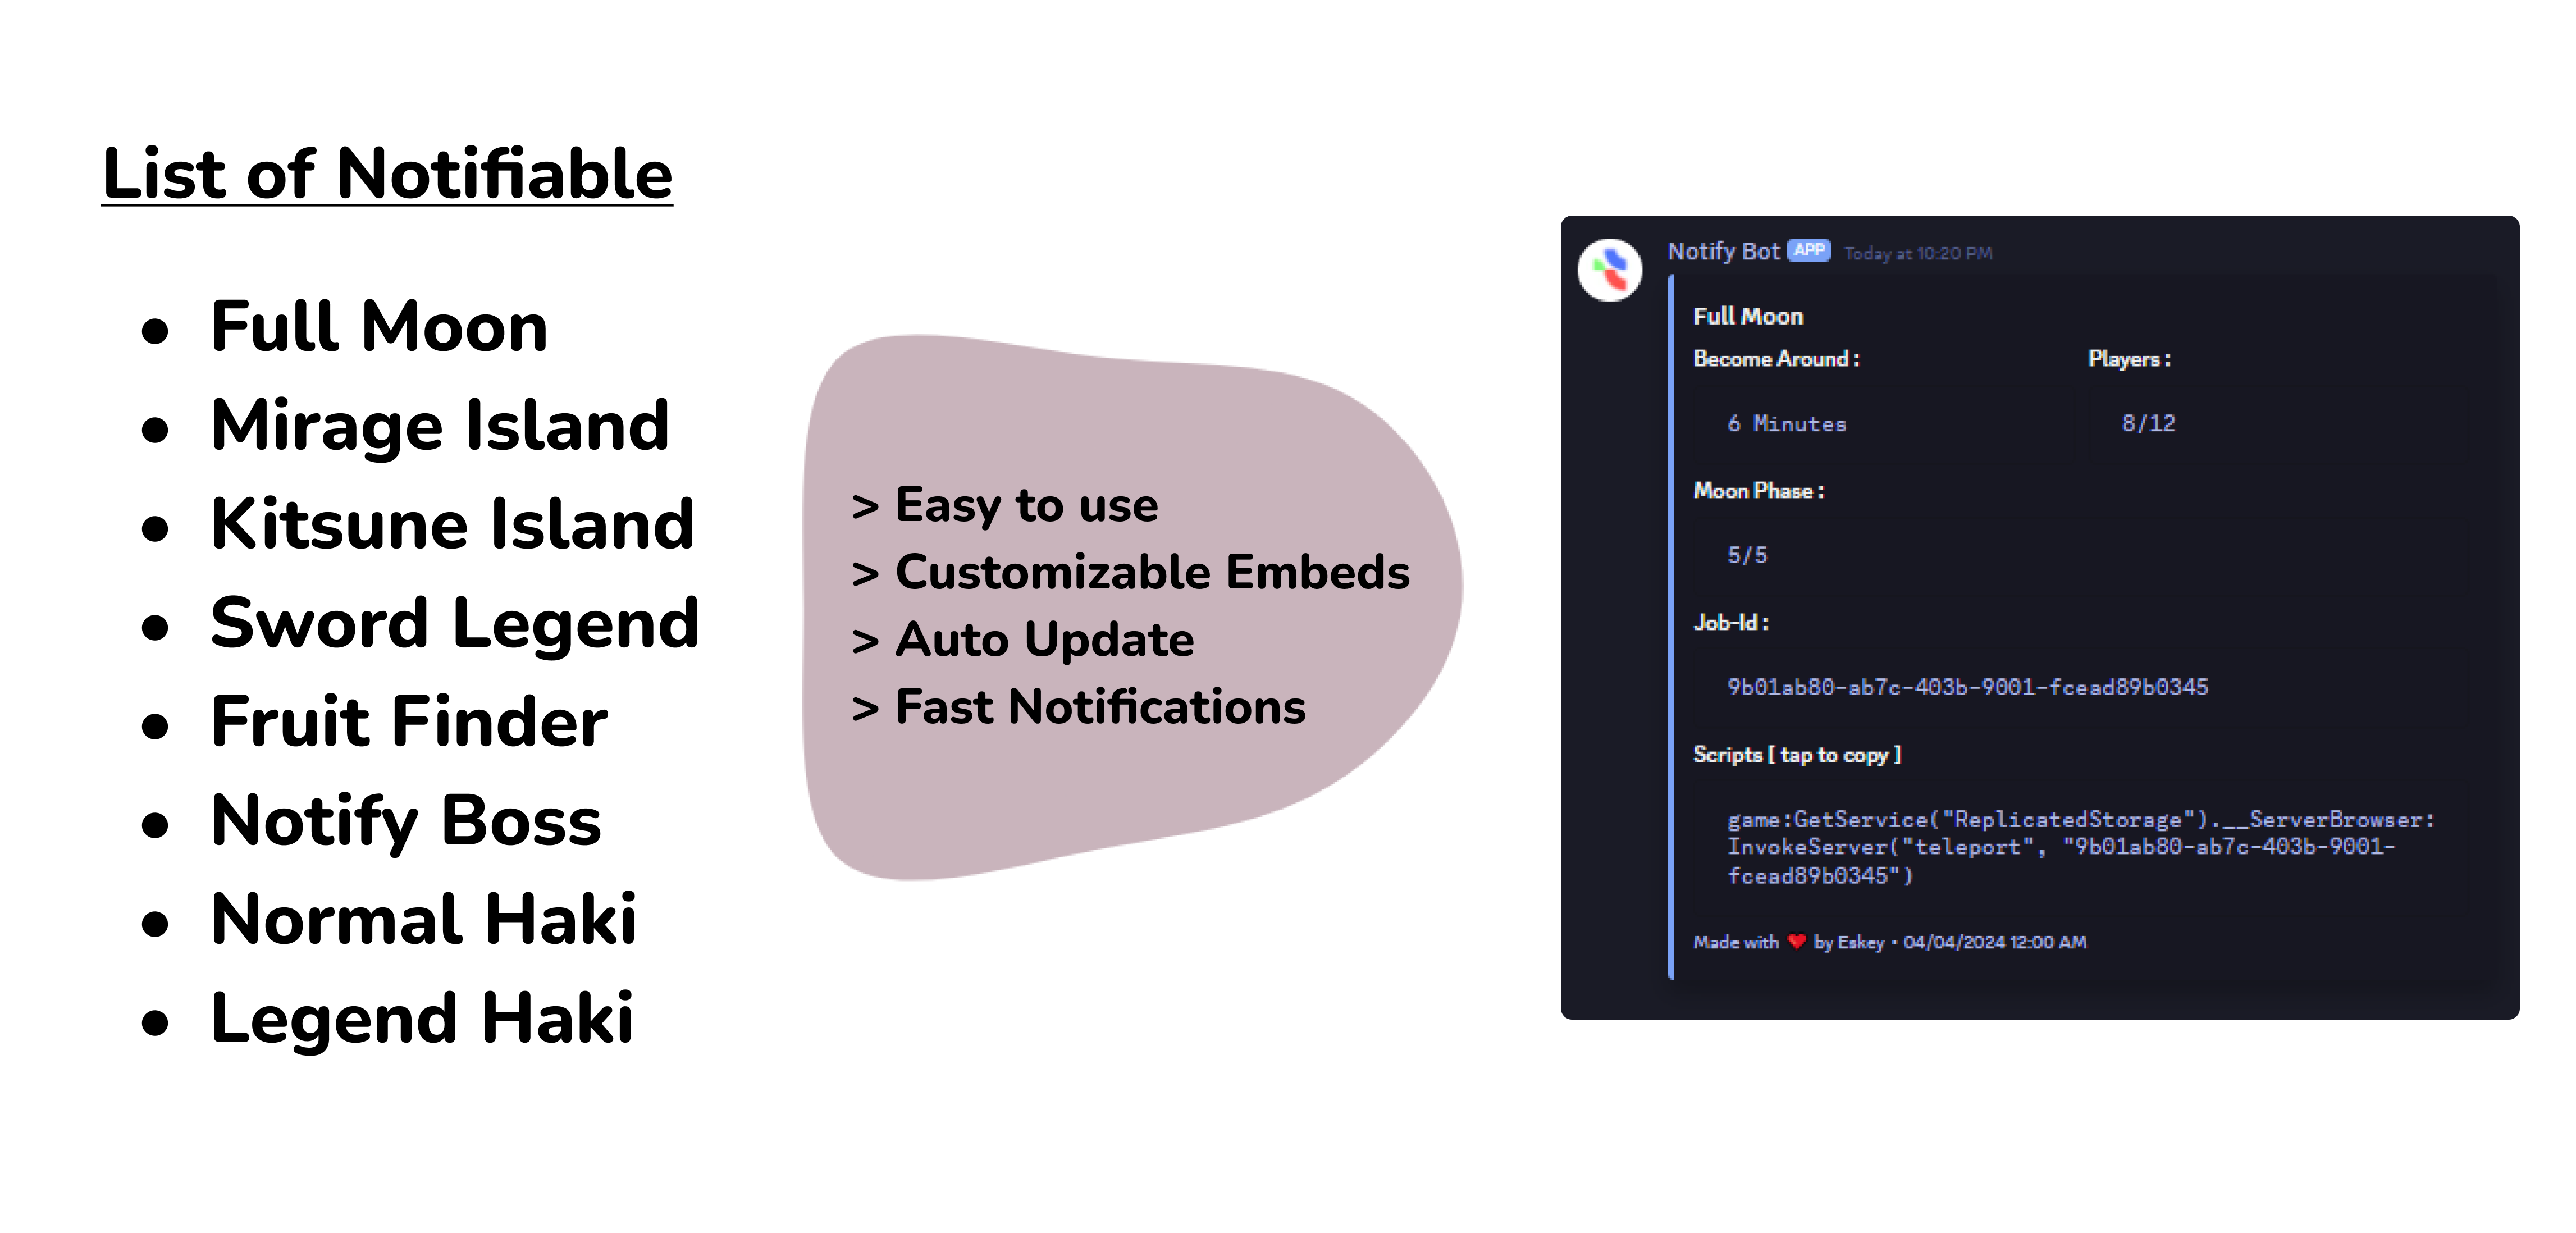 List of Notifiable
• Full Moon
• Mirage Island
• Kitsune Island
• Sword Legend
• Fruit Finder
• Notify Boss
• Normal Haki
• Legend Haki
> Easy to use
> Customizable Embeds
> Auto Update
> Fast Notifications
Notify Bot APP Today at 10:20 PM
Full Moon
Become Around : Players :
6 Minutes 8/12
Moon Phase :
5/5
Job-Id :
9b01ab80-ab7c-403b-9001-fcead89b0345
Scripts [ tap to copy ]
game:GetService("ReplicatedStorage").__ServerBrowser:
InvokeServer("teleport", "9b01ab80-ab7c-403b-9001-
fcead89b0345")
Made with ❤️ by Eskey • 04/04/2024 12:00 AM